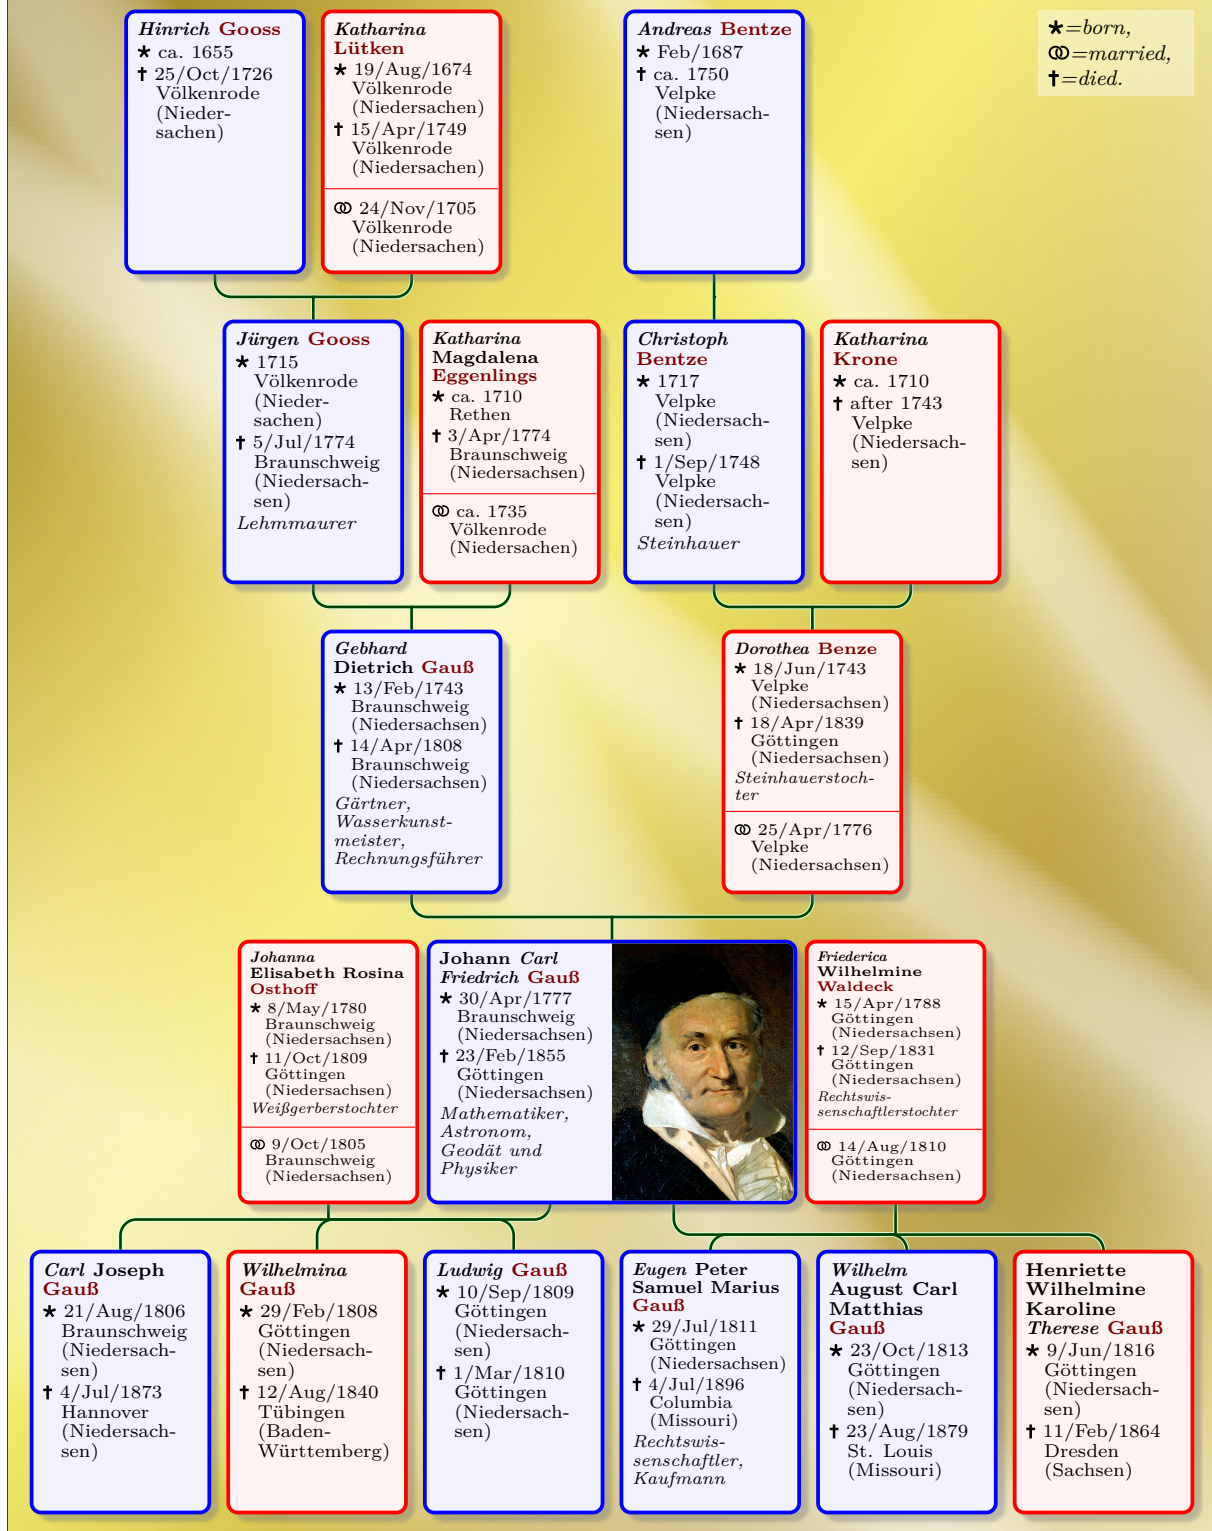 Hinrich Gooss
★ ca. 1655
† 25/Oct/1726
Völkenrode
(Nieder-
sachen)
Katharina
Lütken
★ 19/Aug/1674
Völkenrode
(Niedersachen)
† 15/Apr/1749
Völkenrode
(Niedersachen)
⚭ 24/Nov/1705
Völkenrode
(Niedersachen)
Andreas Bentze
★ Feb/1687
† ca. 1750
Velpke
(Niedersach-
sen)
★=born,
⚭=married,
†=died.
Jürgen Gooss
★ 1715
Völkenrode
(Nieder-
sachen)
† 5/Jul/1774
Braunschweig
(Niedersach-
sen)
Lehmmaurer
Katharina
Magdalena
Eggenlings
★ ca. 1710
Rethen
† 3/Apr/1774
Braunschweig
(Niedersachsen)
⚭ ca. 1735
Völkenrode
(Niedersachen)
Christoph
Bentze
★ 1717
Velpke
(Niedersach-
sen)
† 1/Sep/1748
Velpke
(Niedersach-
sen)
Steinhauer
Katharina
Krone
★ ca. 1710
† after 1743
Velpke
(Niedersach-
sen)
Gebhard
Dietrich Gauß
★ 13/Feb/1743
Braunschweig
(Niedersachsen)
† 14/Apr/1808
Braunschweig
(Niedersachsen)
Gärtner,
Wasserkunst-
meister,
Rechnungsführer
Dorothea Benze
★ 18/Jun/1743
Velpke
(Niedersachsen)
† 18/Apr/1839
Göttingen
(Niedersachsen)
Steinhauerstoch-
ter
⚭ 25/Apr/1776
Velpke
(Niedersachsen)
Johanna
Elisabeth Rosina
Osthoff
★ 8/May/1780
Braunschweig
(Niedersachsen)
† 11/Oct/1809
Göttingen
(Niedersachsen)
Weißgerberstochter
⚭ 9/Oct/1805
Braunschweig
(Niedersachsen)
Johann Carl
Friedrich Gauß
★ 30/Apr/1777
Braunschweig
(Niedersachsen)
† 23/Feb/1855
Göttingen
(Niedersachsen)
Mathematiker,
Astronom,
Geodät und
Physiker
Friederica
Wilhelmine
Waldeck
★ 15/Apr/1788
Göttingen
(Niedersachsen)
† 12/Sep/1831
Göttingen
(Niedersachsen)
Rechtswis-
senschaftlerstochter
⚭ 14/Aug/1810
Göttingen
(Niedersachsen)
Carl Joseph
Gauß
★ 21/Aug/1806
Braunschweig
(Niedersach-
sen)
† 4/Jul/1873
Hannover
(Niedersach-
sen)
Wilhelmina
Gauß
★ 29/Feb/1808
Göttingen
(Niedersach-
sen)
† 12/Aug/1840
Tübingen
(Baden-
Württemberg)
Ludwig Gauß
★ 10/Sep/1809
Göttingen
(Niedersach-
sen)
† 1/Mar/1810
Göttingen
(Niedersach-
sen)
Eugen Peter
Samuel Marius
Gauß
★ 29/Jul/1811
Göttingen
(Niedersachsen)
† 4/Jul/1896
Columbia
(Missouri)
Rechtswis-
senschaftler,
Kaufmann
Wilhelm
August Carl
Matthias
Gauß
★ 23/Oct/1813
Göttingen
(Niedersach-
sen)
† 23/Aug/1879
St. Louis
(Missouri)
Henriette
Wilhelmine
Karoline
Therese Gauß
★ 9/Jun/1816
Göttingen
(Niedersach-
sen)
† 11/Feb/1864
Dresden
(Sachsen)